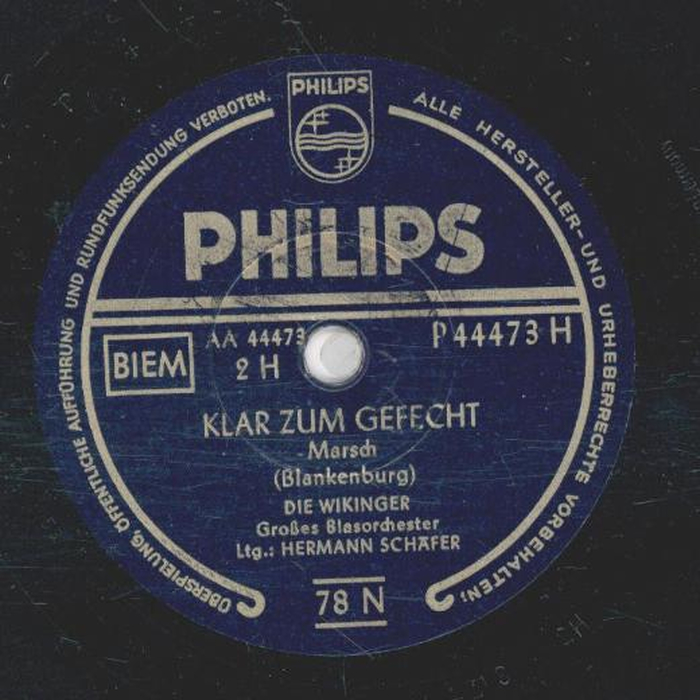 PHILIPS
ALLE HERSTELLER- UND URHEBERRECHTE VORBEHALTEN;
ÜBERSPIELUNG, ÖFFENTLICHE AUFFÜHRUNG UND RUNDFUNKSENDUNG VERBOTEN.
PHILIPS
BIEM
AA 44473
2 H
P 44473 H
KLAR ZUM GEFECHT
Marsch
(Blankenburg)
DIE WIKINGER
Großes Blasorchester
Ltg.: HERMANN SCHÄFER
78 N